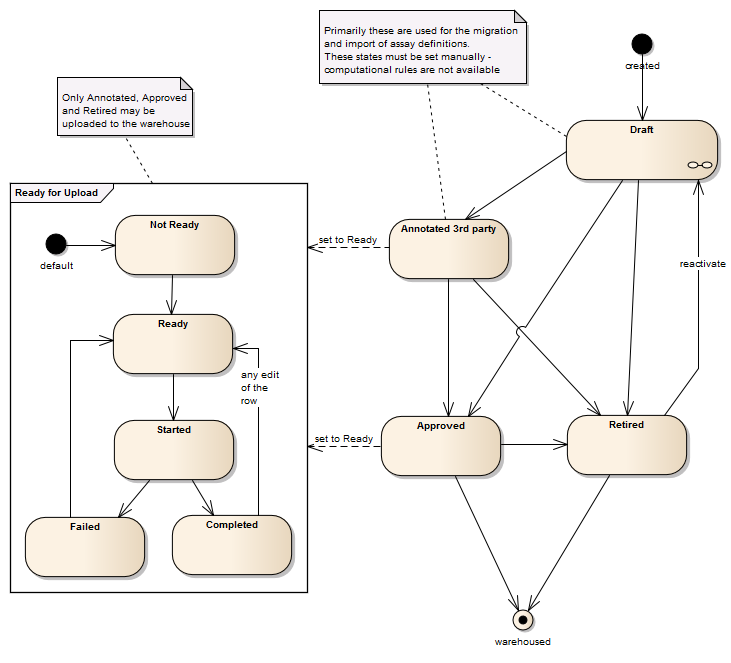 Primarily these are used for the migration
and import of assay definitions.
These states must be set manually -
computational rules are not available
created
Only Annotated, Approved
and Retired may be
uploaded to the warehouse
Draft
Ready for Upload
Not Ready
default
set to Ready
Annotated 3rd party
reactivate
Ready
any edit
of the
row
Started
set to Ready
Approved
Retired
Failed
Completed
warehoused